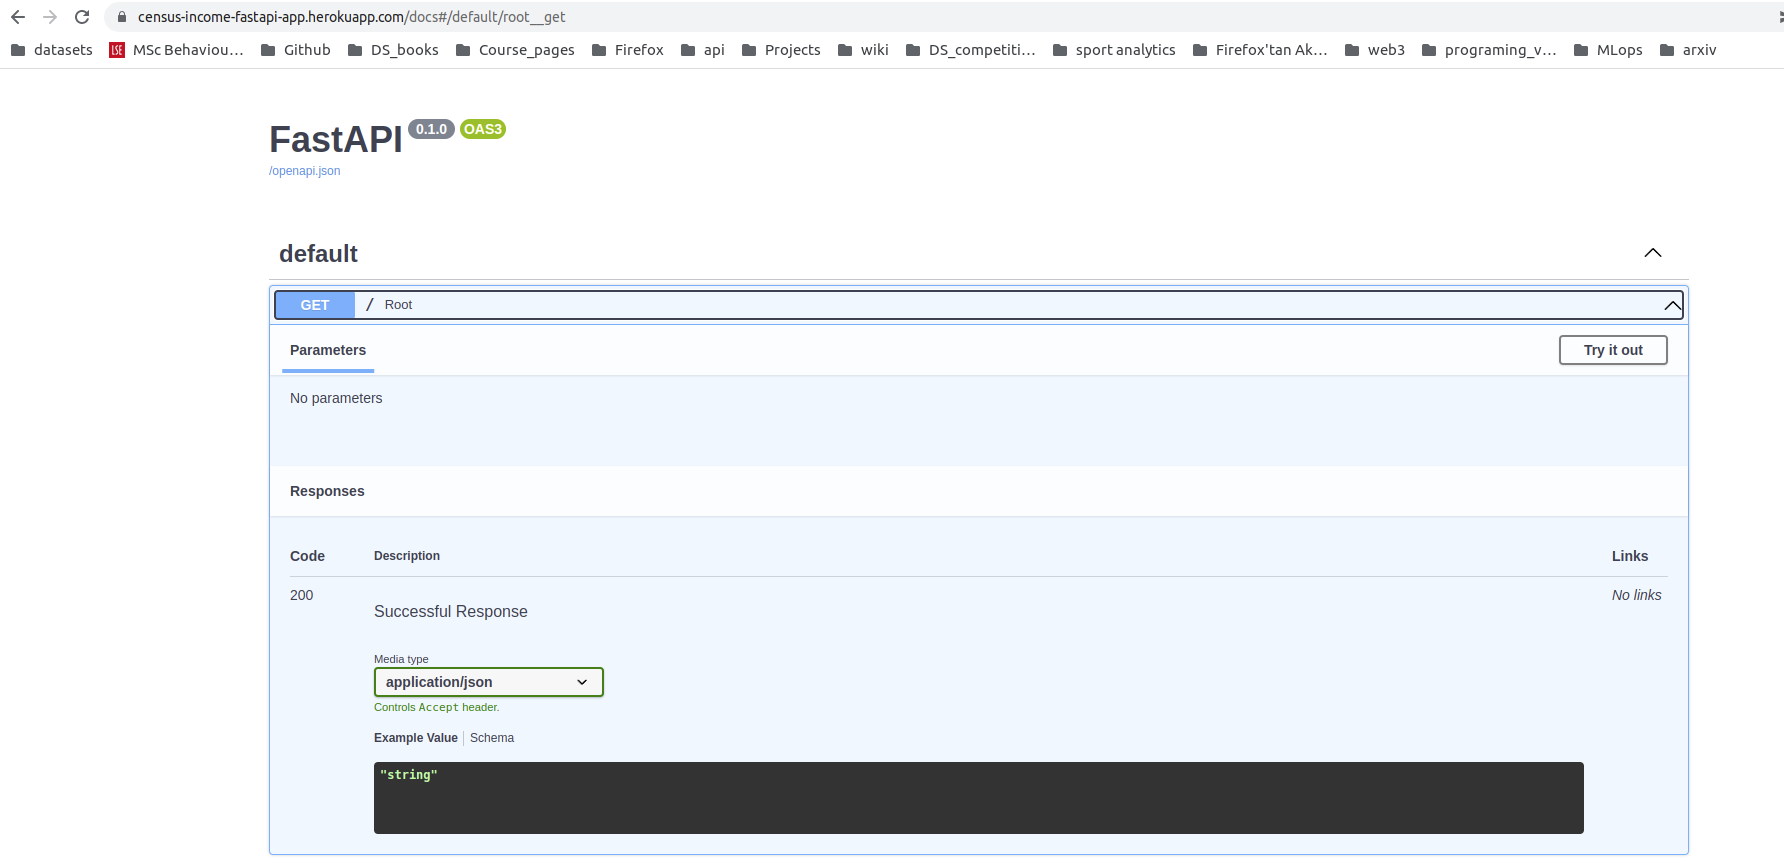 census-income-fastapi-app.herokuapp.com/docs#/default/root__get
datasets LSE MSc Behaviou... Github DS_books Course_pages Firefox api Projects wiki DS_competiti... sport analytics Firefox'tan Ak... web3 programing_v... MLops arxiv
FastAPI 0.1.0 OAS3
/openapi.json
default
GET / Root
Parameters Try it out
No parameters
Responses
Code Description Links
200 Successful Response No links
Media type
application/json
Controls Accept header.
Example Value Schema
"string"